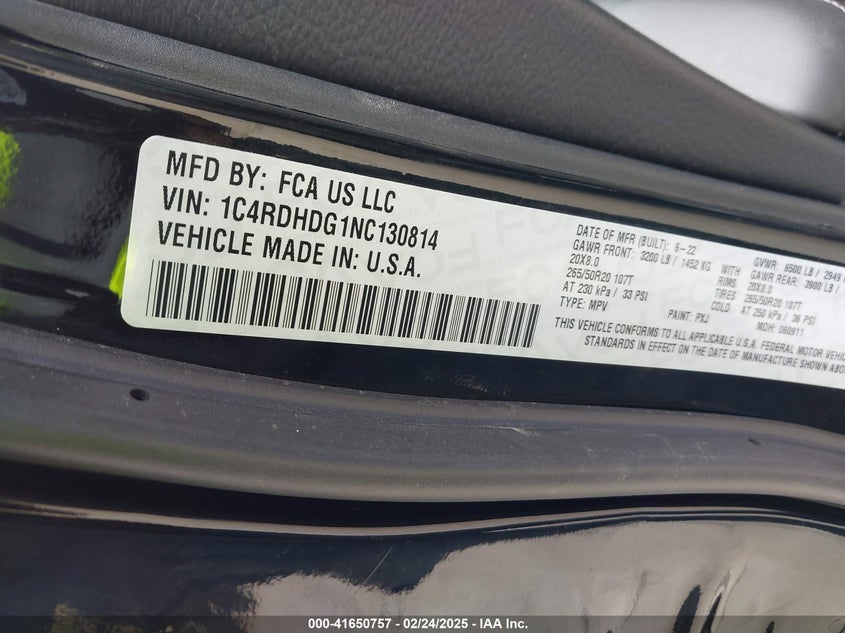 MFD BY: FCA US LLC
VIN: 1C4RDHDG1NC130814
VEHICLE MADE IN: U.S.A.
DATE OF MFR (BUILT): 6-22
GVWR: 6500 LB / 2949
GAWR FRONT: 3200 LB / 1452 KG WITH
GAWR REAR: 3900 LB /
20X8.0 RIMS 20X8.0
265/50R20 107T TIRES 265/50R20 107T
AT 230 kPa / 33 PSI COLD AT 250 kPa / 36 PSI
TYPE: MPV PAINT: PXJ MDH: 060911
THIS VEHICLE CONFORMS TO ALL APPLICABLE U.S.A. FEDERAL MOTOR VEHIC
STANDARDS IN EFFECT ON THE DATE OF MANUFACTURE SHOWN ABO
000-41650757 - 02/24/2025 - IAA Inc.